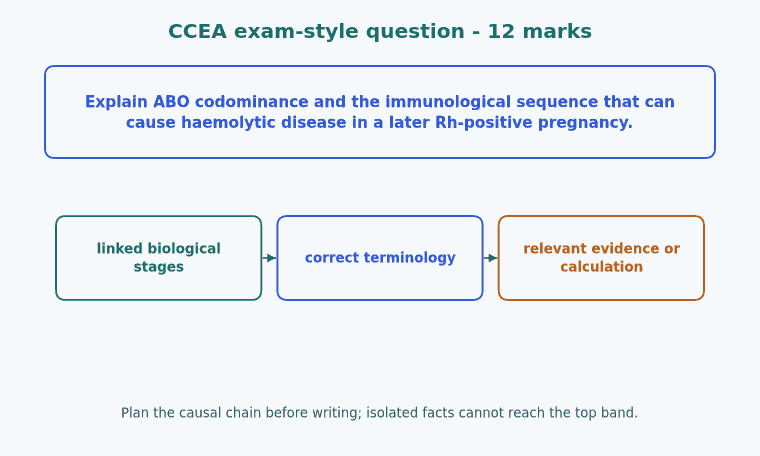 CCEA exam-style question - 12 marks
Explain ABO codominance and the immunological sequence that can
cause haemolytic disease in a later Rh-positive pregnancy.
linked biological
stages
correct terminology
relevant evidence or
calculation
Plan the causal chain before writing; isolated facts cannot reach the top band.